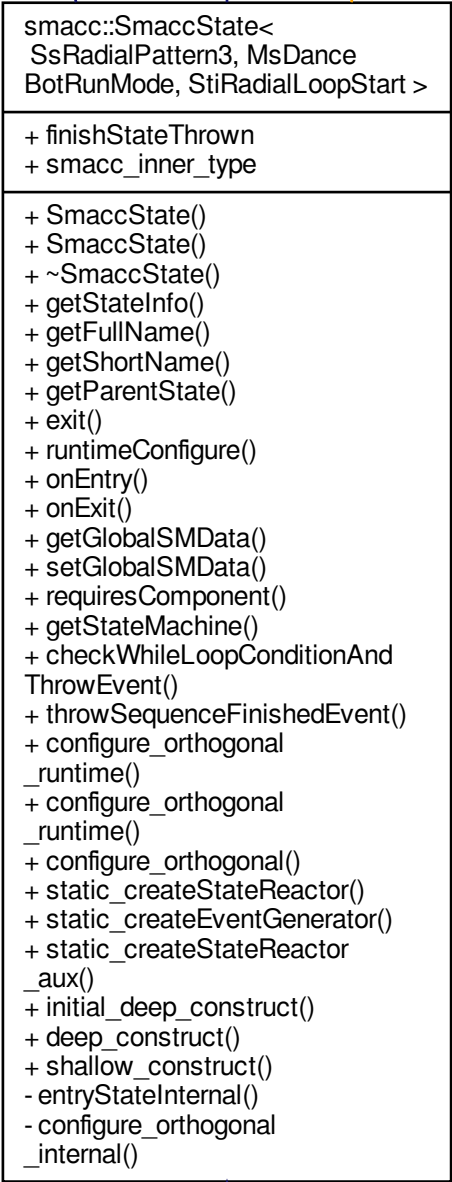 smacc::SmaccState<
SsRadialPattern3, MsDance
BotRunMode, StiRadialLoopStart >
+ finishStateThrown
+ smacc_inner_type
+ SmaccState()
+ SmaccState()
+ ~SmaccState()
+ getStateInfo()
+ getFullName()
+ getShortName()
+ getParentState()
+ exit()
+ runtimeConfigure()
+ onEntry()
+ onExit()
+ getGlobalSMData()
+ setGlobalSMData()
+ requiresComponent()
+ getStateMachine()
+ checkWhileLoopConditionAnd
ThrowEvent()
+ throwSequenceFinishedEvent()
+ configure_orthogonal
_runtime()
+ configure_orthogonal
_runtime()
+ configure_orthogonal()
+ static_createStateReactor()
+ static_createEventGenerator()
+ static_createStateReactor
_aux()
+ initial_deep_construct()
+ deep_construct()
+ shallow_construct()
- entryStateInternal()
- configure_orthogonal
_internal()